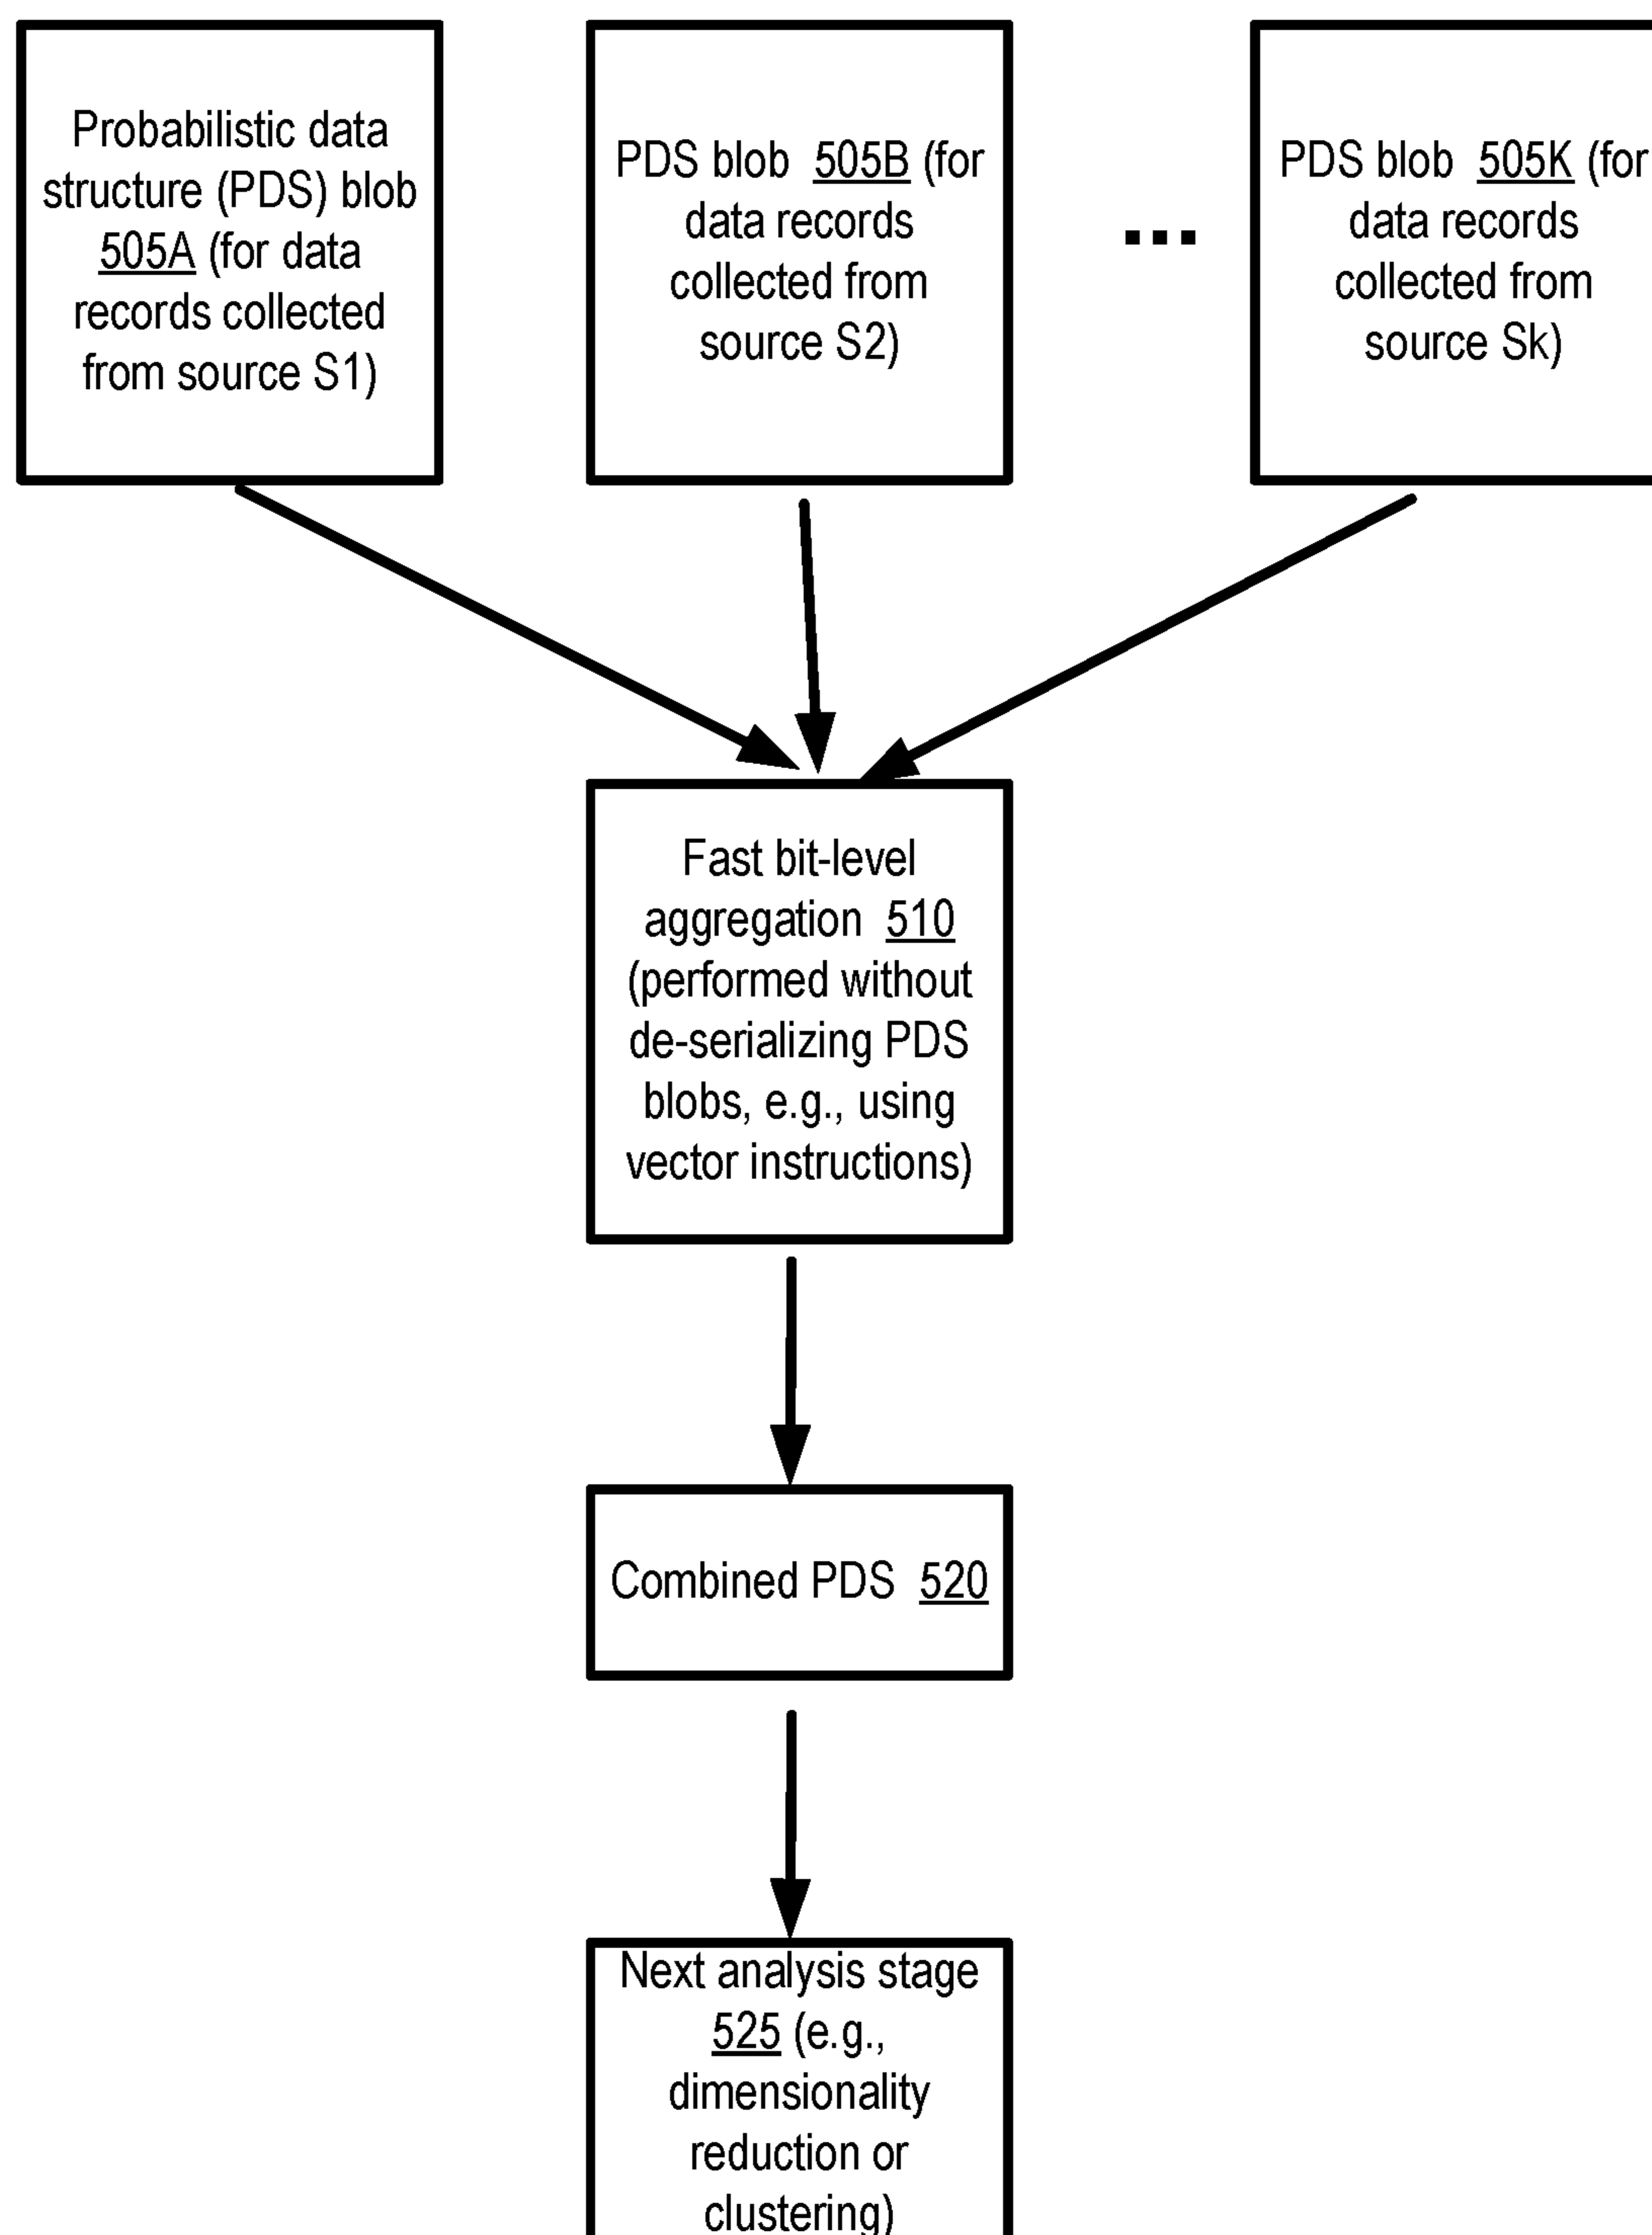 Probabilistic data
structure (PDS) blob
505A (for data
records collected
from source S1)
PDS blob 505B (for
data records
collected from
source S2)
...
PDS blob 505K (for
data records
collected from
source Sk)
Fast bit-level
aggregation 510
(performed without
de-serializing PDS
blobs, e.g., using
vector instructions)
Combined PDS 520
Next analysis stage
525 (e.g.,
dimensionality
reduction or
clustering)